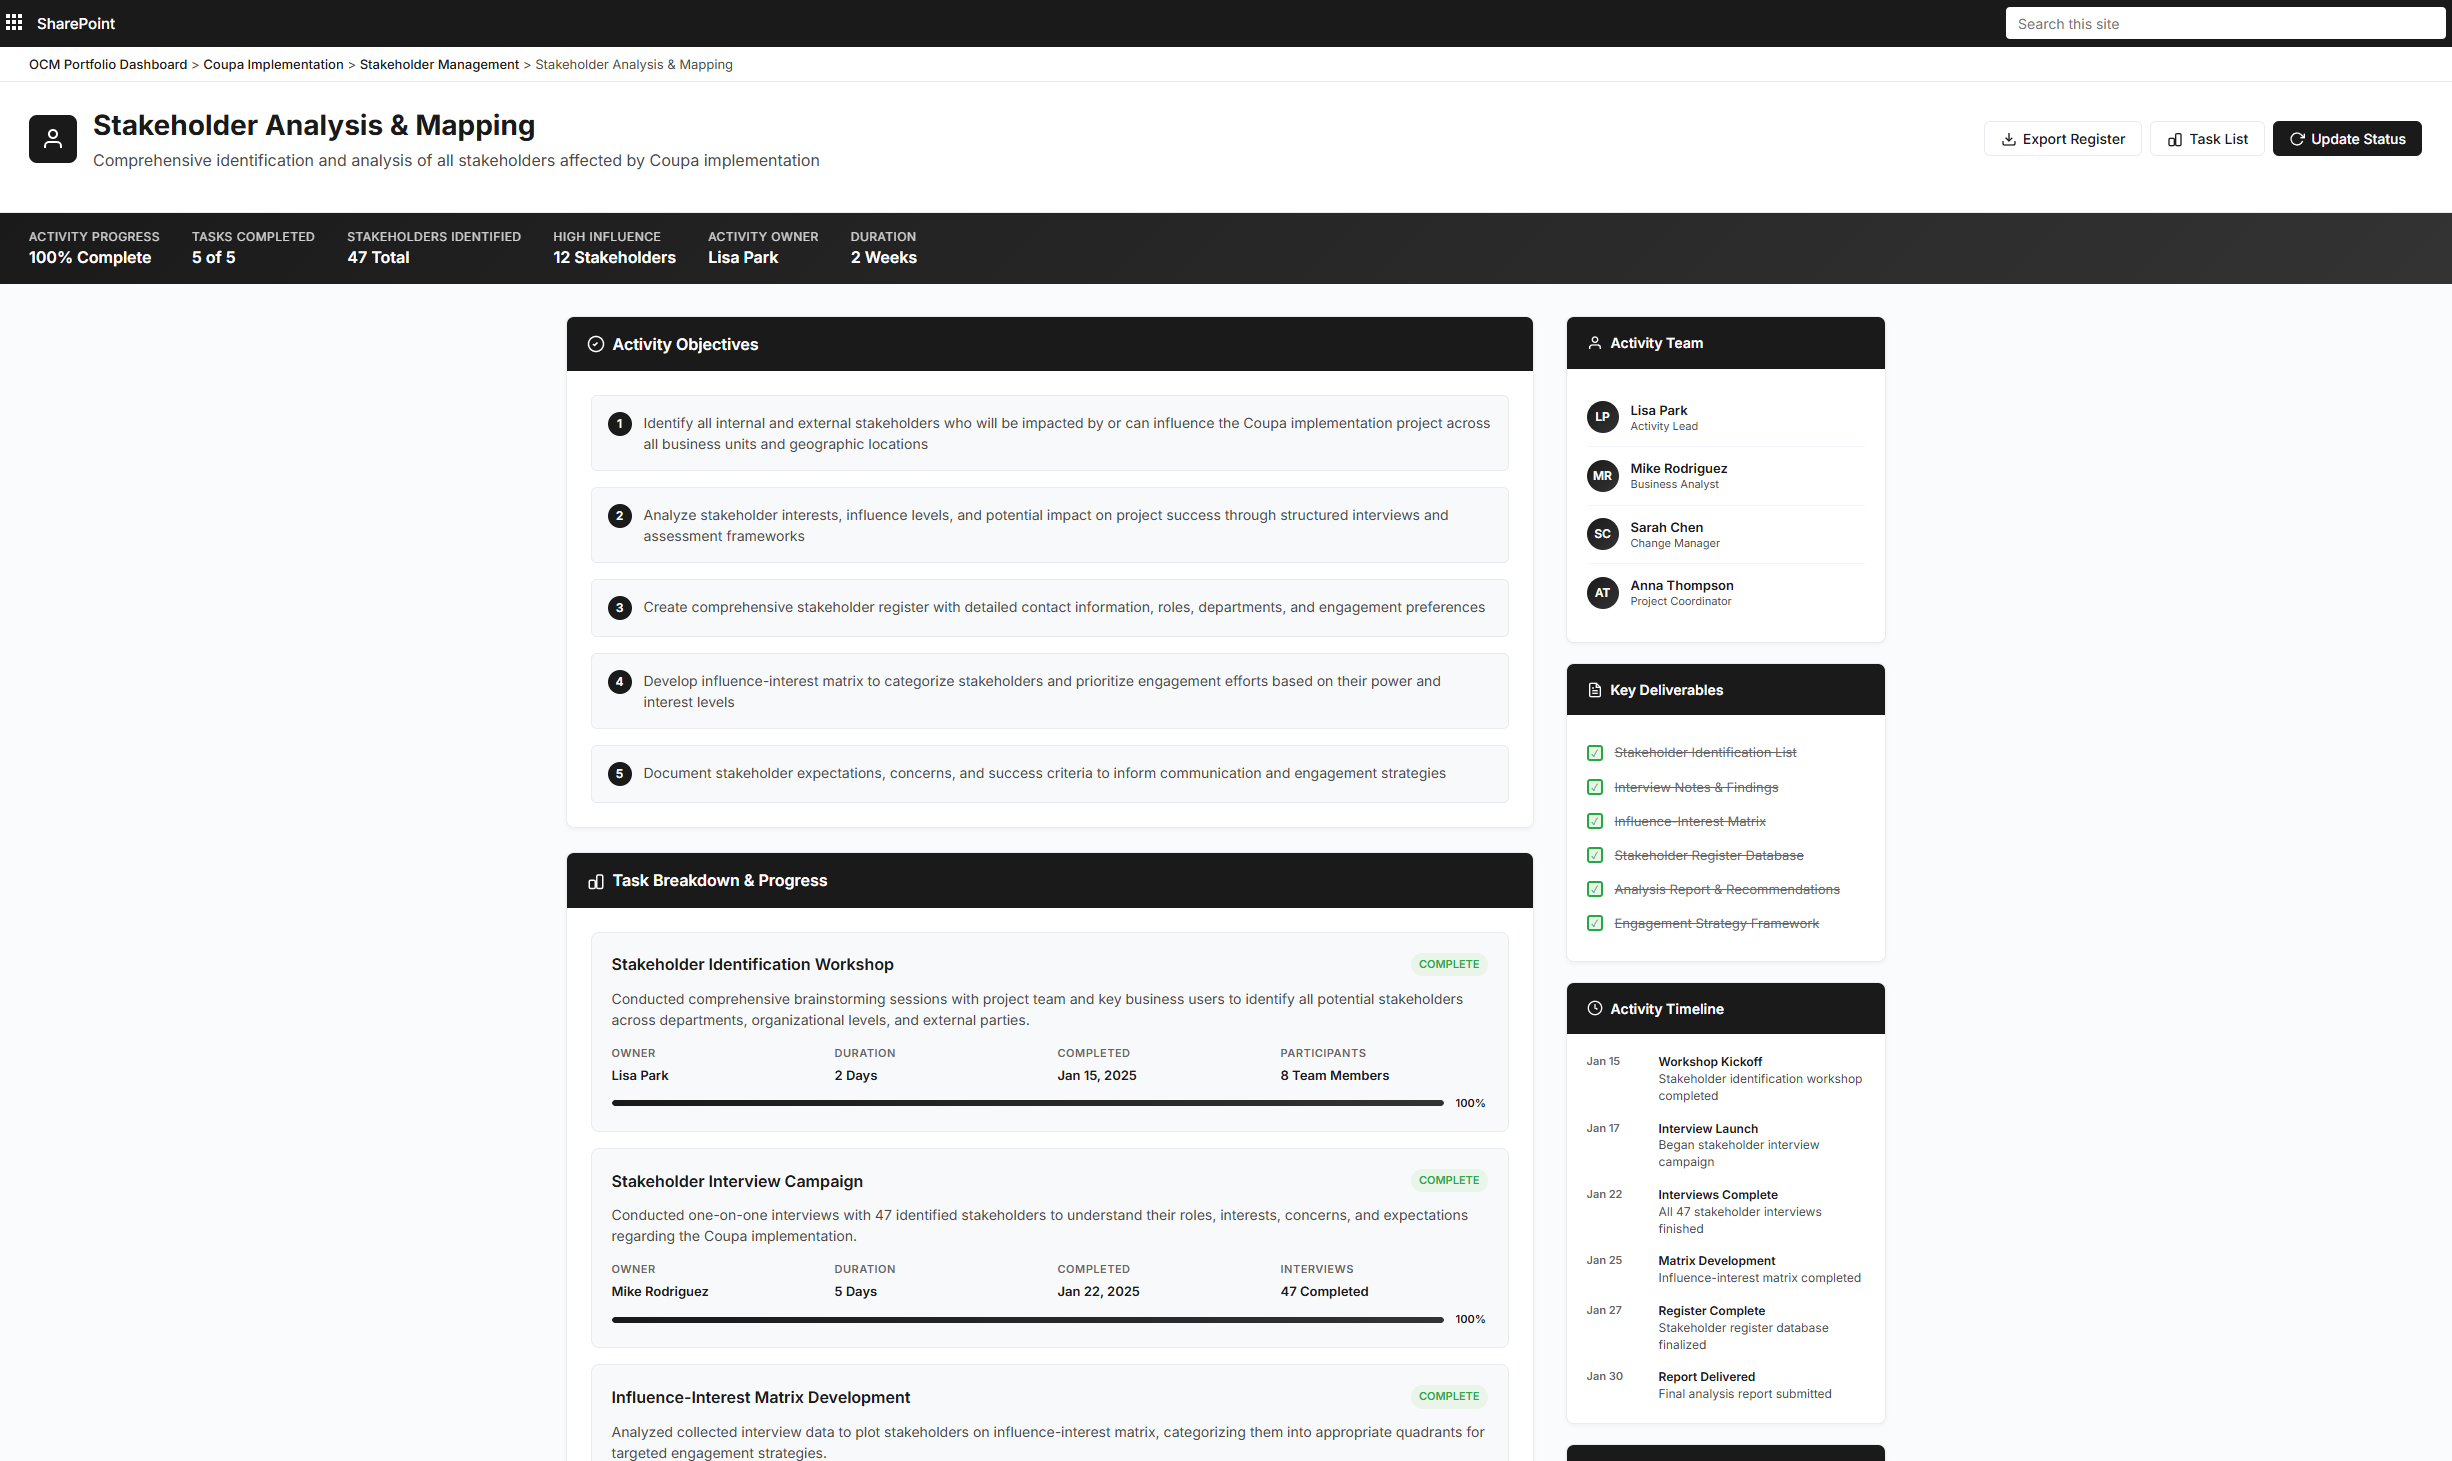 SharePoint
Search this site
OCM Portfolio Dashboard > Coupa Implementation > Stakeholder Management > Stakeholder Analysis & Mapping
Stakeholder Analysis & Mapping
Comprehensive identification and analysis of all stakeholders affected by Coupa implementation
Export Register
Task List
Update Status
ACTIVITY PROGRESS
100% Complete
TASKS COMPLETED
5 of 5
STAKEHOLDERS IDENTIFIED
47 Total
HIGH INFLUENCE
12 Stakeholders
ACTIVITY OWNER
Lisa Park
DURATION
2 Weeks
Activity Objectives
1
Identify all internal and external stakeholders who will be impacted by or can influence the Coupa implementation project across
all business units and geographic locations
2
Analyze stakeholder interests, influence levels, and potential impact on project success through structured interviews and
assessment frameworks
3
Create comprehensive stakeholder register with detailed contact information, roles, departments, and engagement preferences
4
Develop influence-interest matrix to categorize stakeholders and prioritize engagement efforts based on their power and
interest levels
5
Document stakeholder expectations, concerns, and success criteria to inform communication and engagement strategies
Task Breakdown & Progress
Stakeholder Identification Workshop
COMPLETE
Conducted comprehensive brainstorming sessions with project team and key business users to identify all potential stakeholders
across departments, organizational levels, and external parties.
OWNER
Lisa Park
DURATION
2 Days
COMPLETED
Jan 15, 2025
PARTICIPANTS
8 Team Members
100%
Stakeholder Interview Campaign
COMPLETE
Conducted one-on-one interviews with 47 identified stakeholders to understand their roles, interests, concerns, and expectations
regarding the Coupa implementation.
OWNER
Mike Rodriguez
DURATION
5 Days
COMPLETED
Jan 22, 2025
INTERVIEWS
47 Completed
100%
Influence-Interest Matrix Development
COMPLETE
Analyzed collected interview data to plot stakeholders on influence-interest matrix, categorizing them into appropriate quadrants for
targeted engagement strategies.
Activity Team
LP
Lisa Park
Activity Lead
MR
Mike Rodriguez
Business Analyst
SC
Sarah Chen
Change Manager
AT
Anna Thompson
Project Coordinator
Key Deliverables
Stakeholder Identification List
Interview Notes & Findings
Influence-Interest Matrix
Stakeholder Register Database
Analysis Report & Recommendations
Engagement Strategy Framework
Activity Timeline
Jan 15
Workshop Kickoff
Stakeholder identification workshop
completed
Jan 17
Interview Launch
Began stakeholder interview
campaign
Jan 22
Interviews Complete
All 47 stakeholder interviews
finished
Jan 25
Matrix Development
Influence-interest matrix completed
Jan 27
Register Complete
Stakeholder register database
finalized
Jan 30
Report Delivered
Final analysis report submitted